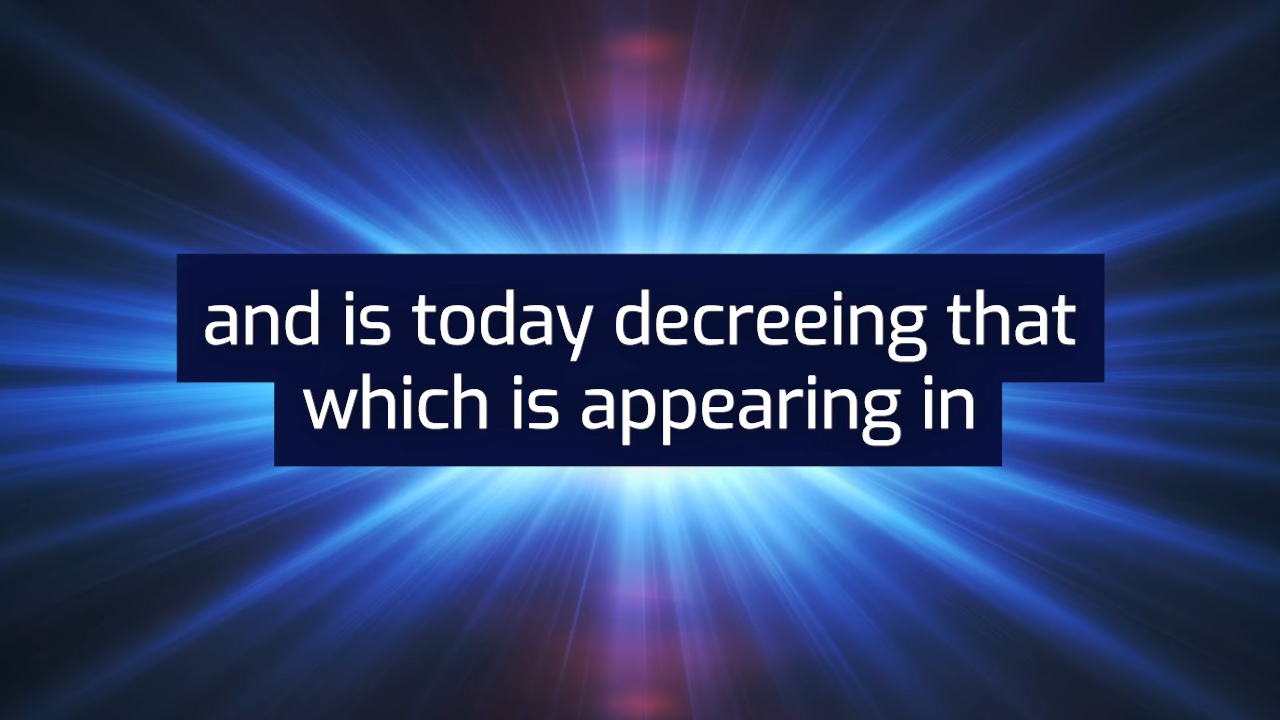 and is today decreeing that
which is appearing in